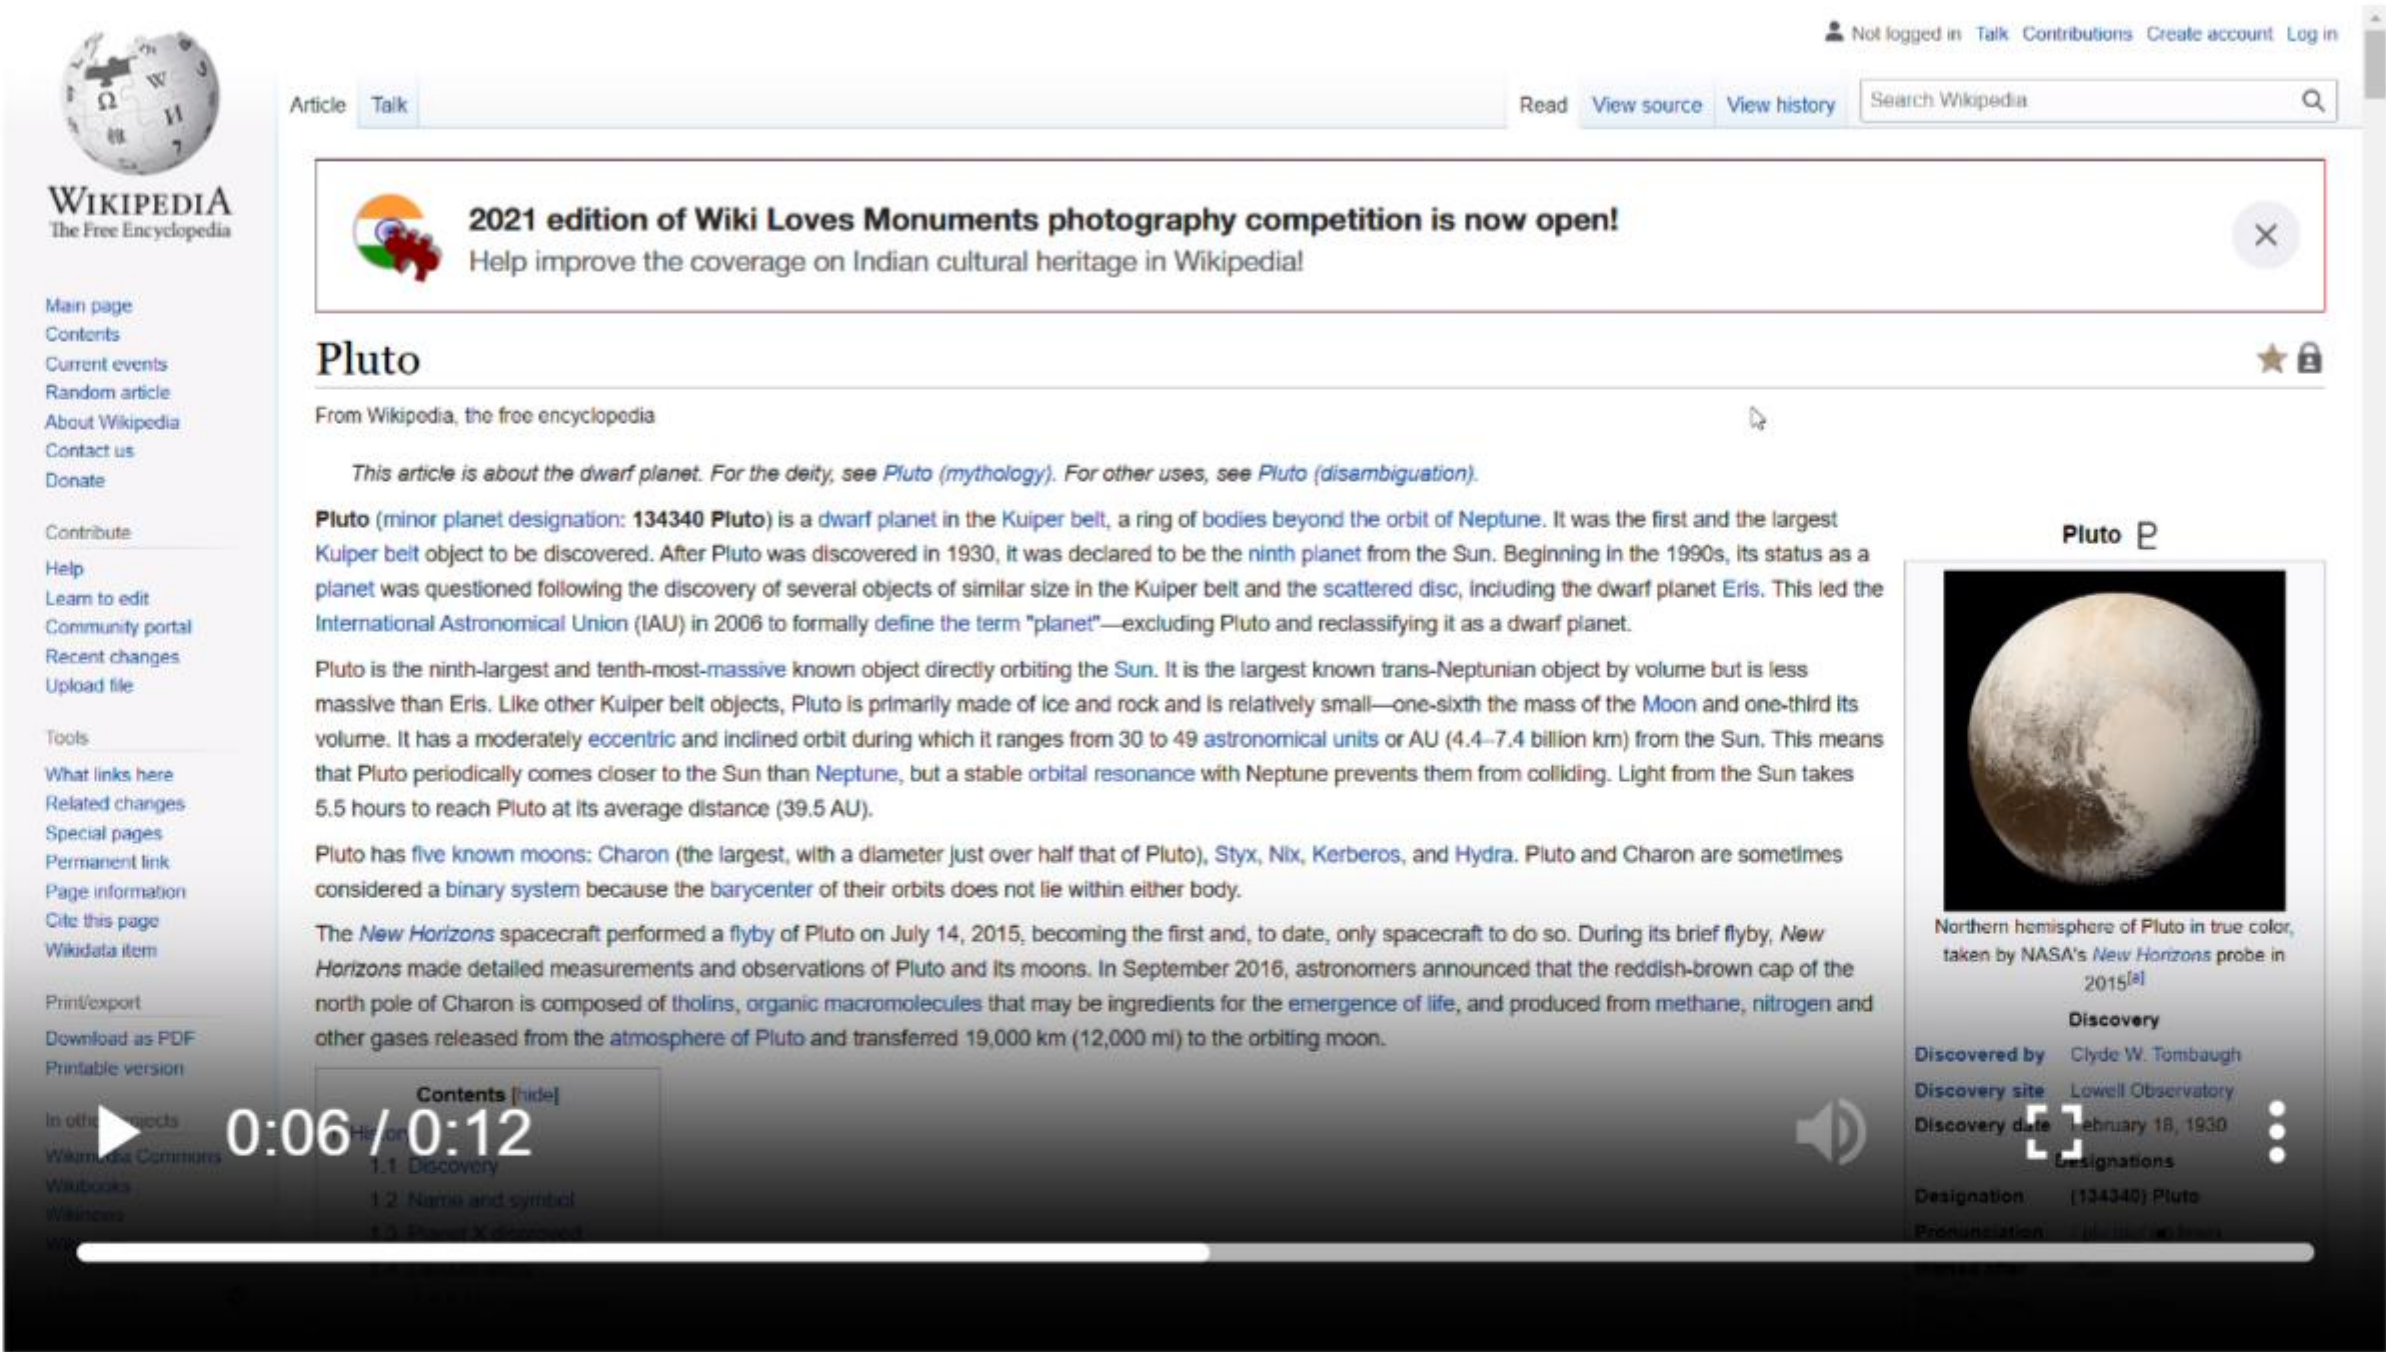 Not logged in Talk Contributions Create account Log in
Article Talk
Read View source View history Search Wikipedia
WIKIPEDIA
The Free Encyclopedia
2021 edition of Wiki Loves Monuments photography competition is now open!
Help improve the coverage on Indian cultural heritage in Wikipedia!
Main page
Contents
Current events
Random article
About Wikipedia
Contact us
Donate
Contribute
Help
Learn to edit
Community portal
Recent changes
Upload file
Tools
What links here
Related changes
Special pages
Permanent link
Page information
Cite this page
Wikidata item
Print/export
Download as PDF
Printable version
In other projects
Wikimedia Commons
Wikibooks
Wikinews
Pluto
From Wikipedia, the free encyclopedia
This article is about the dwarf planet. For the deity, see Pluto (mythology). For other uses, see Pluto (disambiguation).
Pluto (minor planet designation: 134340 Pluto) is a dwarf planet in the Kuiper belt, a ring of bodies beyond the orbit of Neptune. It was the first and the largest
Kuiper belt object to be discovered. After Pluto was discovered in 1930, it was declared to be the ninth planet from the Sun. Beginning in the 1990s, its status as a
planet was questioned following the discovery of several objects of similar size in the Kuiper belt and the scattered disc, including the dwarf planet Eris. This led the
International Astronomical Union (IAU) in 2006 to formally define the term "planet"—excluding Pluto and reclassifying it as a dwarf planet.
Pluto is the ninth-largest and tenth-most-massive known object directly orbiting the Sun. It is the largest known trans-Neptunian object by volume but is less
massive than Eris. Like other Kuiper belt objects, Pluto is primarily made of ice and rock and is relatively small—one-sixth the mass of the Moon and one-third its
volume. It has a moderately eccentric and inclined orbit during which it ranges from 30 to 49 astronomical units or AU (4.4–7.4 billion km) from the Sun. This means
that Pluto periodically comes closer to the Sun than Neptune, but a stable orbital resonance with Neptune prevents them from colliding. Light from the Sun takes
5.5 hours to reach Pluto at its average distance (39.5 AU).
Pluto has five known moons: Charon (the largest, with a diameter just over half that of Pluto), Styx, Nix, Kerberos, and Hydra. Pluto and Charon are sometimes
considered a binary system because the barycenter of their orbits does not lie within either body.
The New Horizons spacecraft performed a flyby of Pluto on July 14, 2015, becoming the first and, to date, only spacecraft to do so. During its brief flyby, New
Horizons made detailed measurements and observations of Pluto and its moons. In September 2016, astronomers announced that the reddish-brown cap of the
north pole of Charon is composed of tholins, organic macromolecules that may be ingredients for the emergence of life, and produced from methane, nitrogen and
other gases released from the atmosphere of Pluto and transferred 19,000 km (12,000 mi) to the orbiting moon.
Contents [hide]
History
1.1 Discovery
1.2 Name and symbol
1.3 Planet X disproved
Pluto
Northern hemisphere of Pluto in true color,
taken by NASA's New Horizons probe in
2015[a]
Discovery
Discovered by Clyde W. Tombaugh
Discovery site Lowell Observatory
Discovery date February 18, 1930
Designations
Designation (134340) Pluto
Pronunciation
0:06 / 0:12